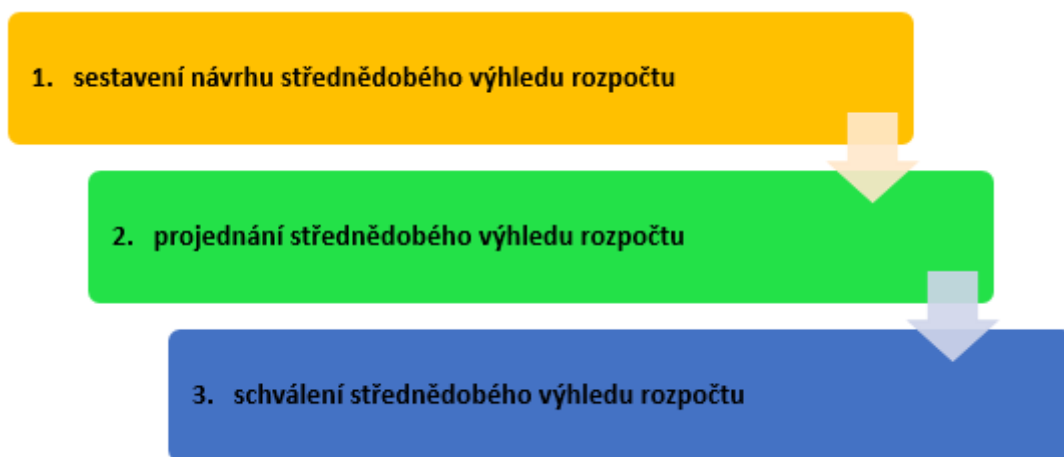 1. sestavení návrhu střednědobého výhledu rozpočtu
2. projednání střednědobého výhledu rozpočtu
3. schválení střednědobého výhledu rozpočtu